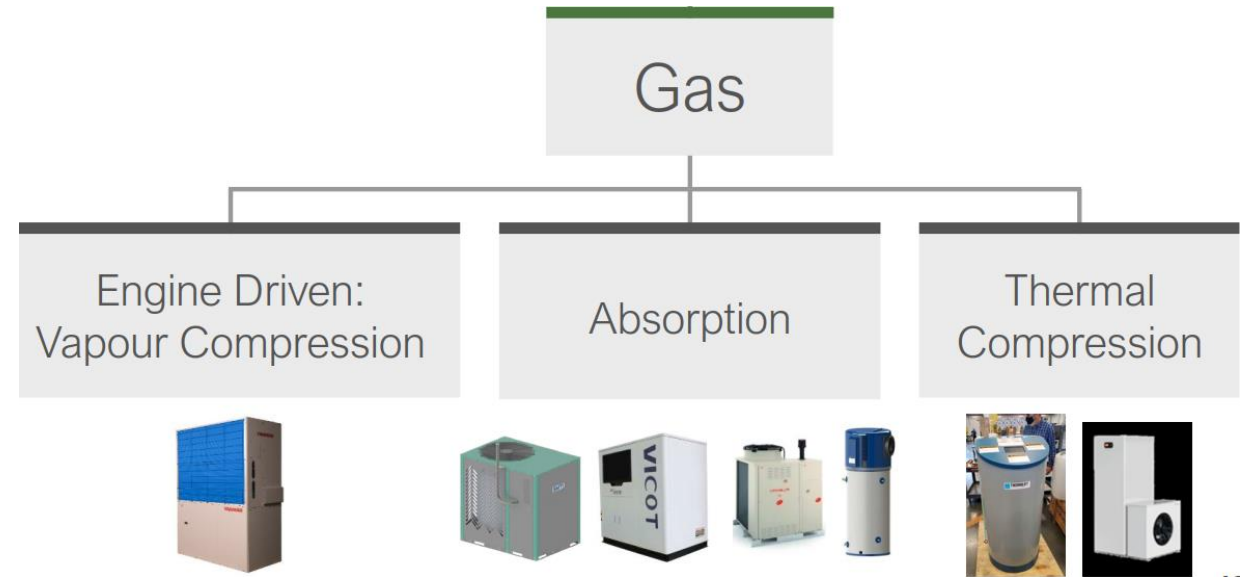 Gas
Engine Driven:
Vapour Compression
Absorption
Thermal
Compression
VICOT